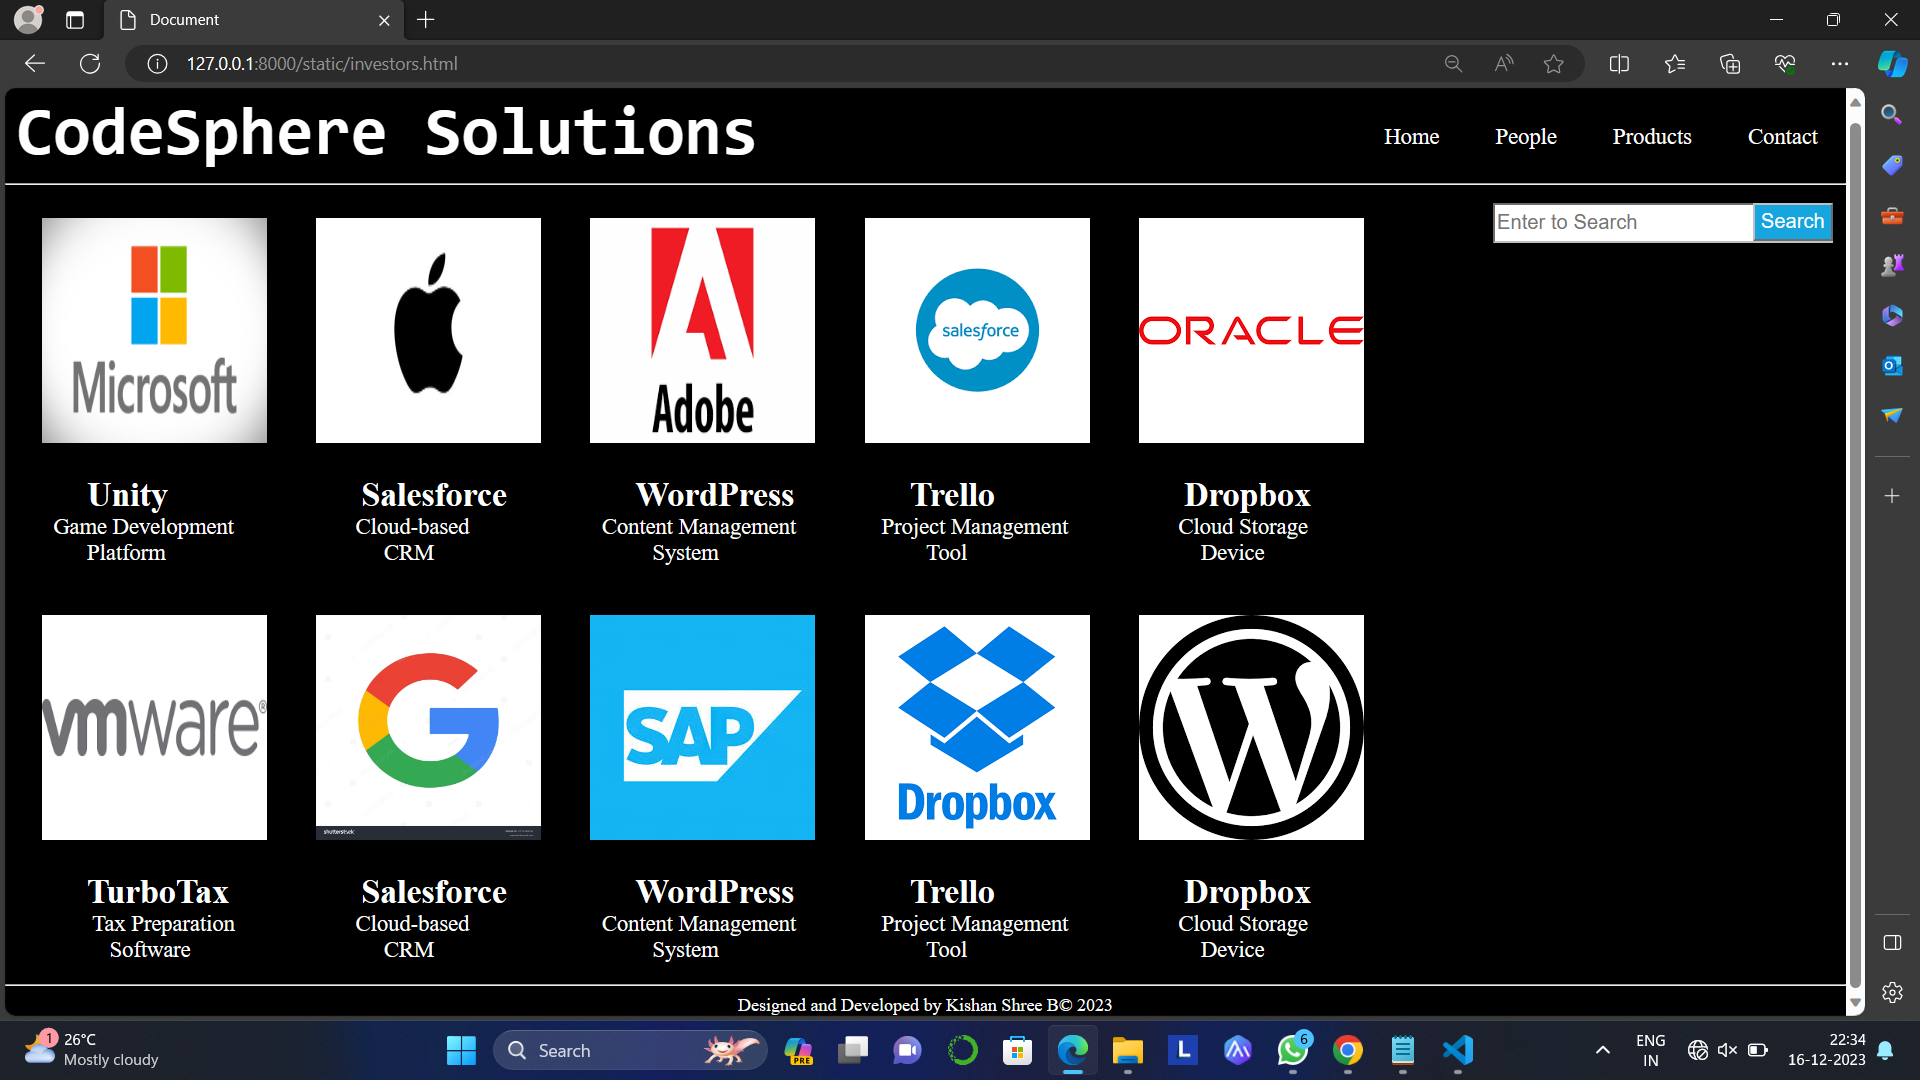 Document
127.0.0.1:8000/static/investors.html
CodeSphere Solutions
Home People Products Contact
Enter to Search Search
Microsoft
Adobe
salesforce
ORACLE
Unity
Game Development
Platform
Salesforce
Cloud-based
CRM
WordPress
Content Management
System
Trello
Project Management
Tool
Dropbox
Cloud Storage
Device
vmware®
shutterstock
SAP
Dropbox
W
TurboTax
Tax Preparation
Software
Salesforce
Cloud-based
CRM
WordPress
Content Management
System
Trello
Project Management
Tool
Dropbox
Cloud Storage
Device
Designed and Developed by Kishan Shree B© 2023
1
26°C
Mostly cloudy
Search
PRE
L
6
ENG
IN
22:34
16-12-2023